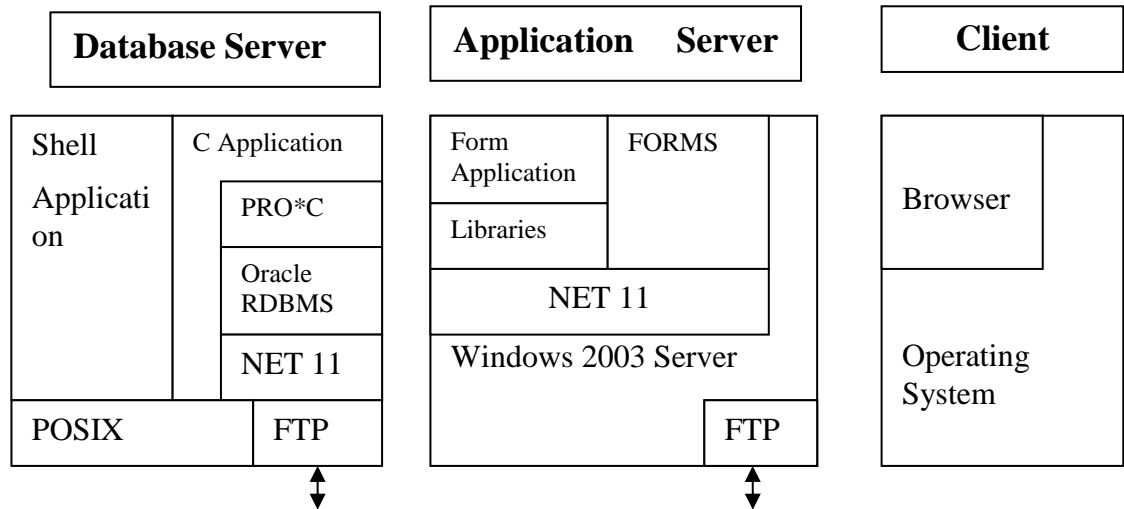 Database Server
Application Server
Client
Shell
Applicati
on
C Application
PRO*C
Oracle
RDBMS
NET 11
POSIX
FTP
Form
Application
Libraries
FORMS
NET 11
Windows 2003 Server
FTP
Browser
Operating
System